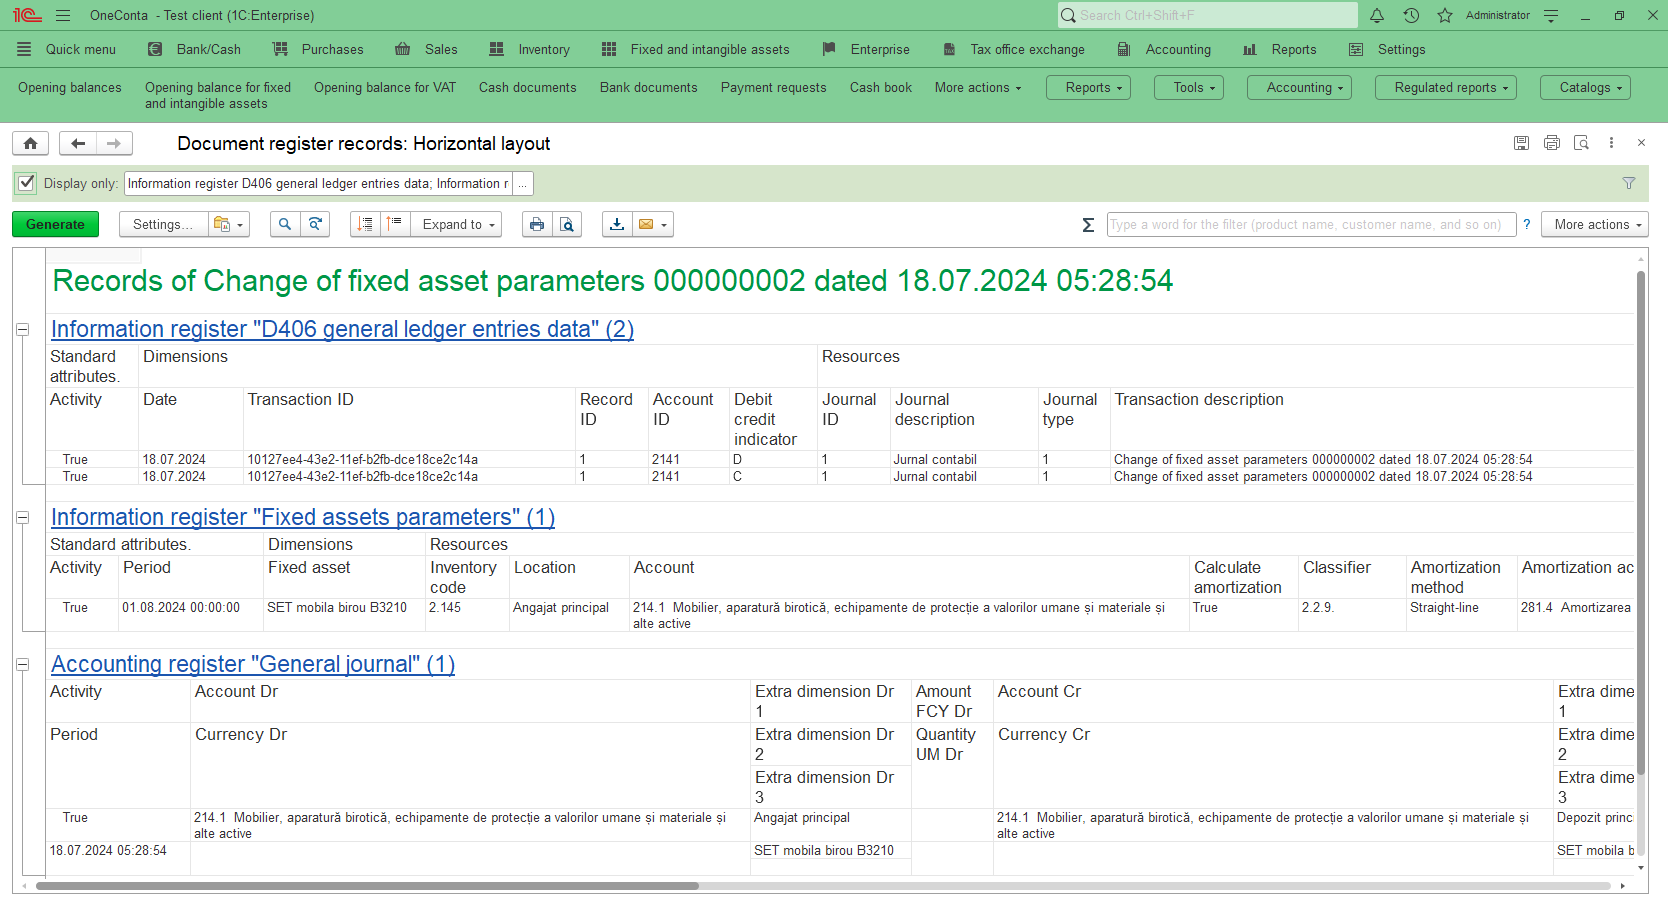 OneConta - Test client (1C:Enterprise)
Search Ctrl+Shift+F
Administrator
Quick menu Bank/Cash Purchases Sales Inventory Fixed and intangible assets Enterprise Tax office exchange Accounting Reports Settings
Opening balances Opening balance for fixed and intangible assets Opening balance for VAT Cash documents Bank documents Payment requests Cash book More actions Reports Tools Accounting Regulated reports Catalogs
Document register records: Horizontal layout
Display only: Information register D406 general ledger entries data; Information r ...
Generate Settings... Expand to Σ Type a word for the filter (product name, customer name, and so on) ? More actions
Records of Change of fixed asset parameters 000000002 dated 18.07.2024 05:28:54
Information register "D406 general ledger entries data" (2)
Standard attributes. Dimensions Resources
Activity Date Transaction ID Record ID Account ID Debit credit indicator Journal ID Journal description Journal type Transaction description
True 18.07.2024 10127ee4-43e2-11ef-b2fb-dce18ce2c14a 1 2141 D 1 Jurnal contabil 1 Change of fixed asset parameters 000000002 dated 18.07.2024 05:28:54
True 18.07.2024 10127ee4-43e2-11ef-b2fb-dce18ce2c14a 1 2141 C 1 Jurnal contabil 1 Change of fixed asset parameters 000000002 dated 18.07.2024 05:28:54
Information register "Fixed assets parameters" (1)
Standard attributes. Dimensions Resources
Activity Period Fixed asset Inventory code Location Account Calculate amortization Classifier Amortization method Amortization ac
True 01.08.2024 00:00:00 SET mobila birou B3210 2.145 Angajat principal 214.1 Mobilier, aparatură birotică, echipamente de protecție a valorilor umane și materiale și alte active True 2.2.9. Straight-line 281.4 Amortizarea
Accounting register "General journal" (1)
Activity Account Dr Extra dimension Dr 1 Amount FCY Dr Account Cr Extra dime 1
Period Currency Dr Extra dimension Dr 2 Quantity UM Dr Currency Cr Extra dime 2
Extra dimension Dr 3 Extra dime 3
True 214.1 Mobilier, aparatură birotică, echipamente de protecție a valorilor umane și materiale și alte active Angajat principal 214.1 Mobilier, aparatură birotică, echipamente de protecție a valorilor umane și materiale și alte active Depozit princ
18.07.2024 05:28:54 SET mobila birou B3210 SET mobila b